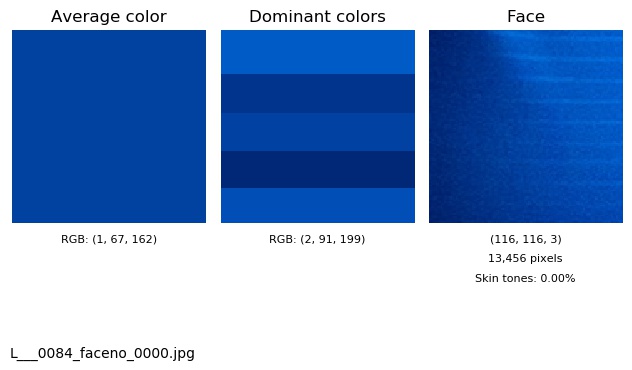 Average color
Dominant colors
Face
RGB: (1, 67, 162)
RGB: (2, 91, 199)
(116, 116, 3)
13,456 pixels
Skin tones: 0.00%
L___0084_faceno_0000.jpg